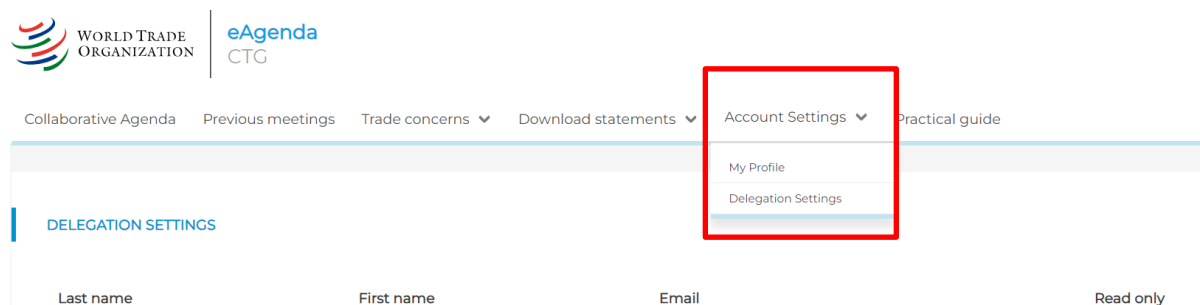 WORLD TRADE
ORGANIZATION
eAgenda
CTG
Collaborative Agenda Previous meetings Trade concerns Download statements Account Settings Practical guide
My Profile
Delegation Settings
DELEGATION SETTINGS
Last name First name Email Read only